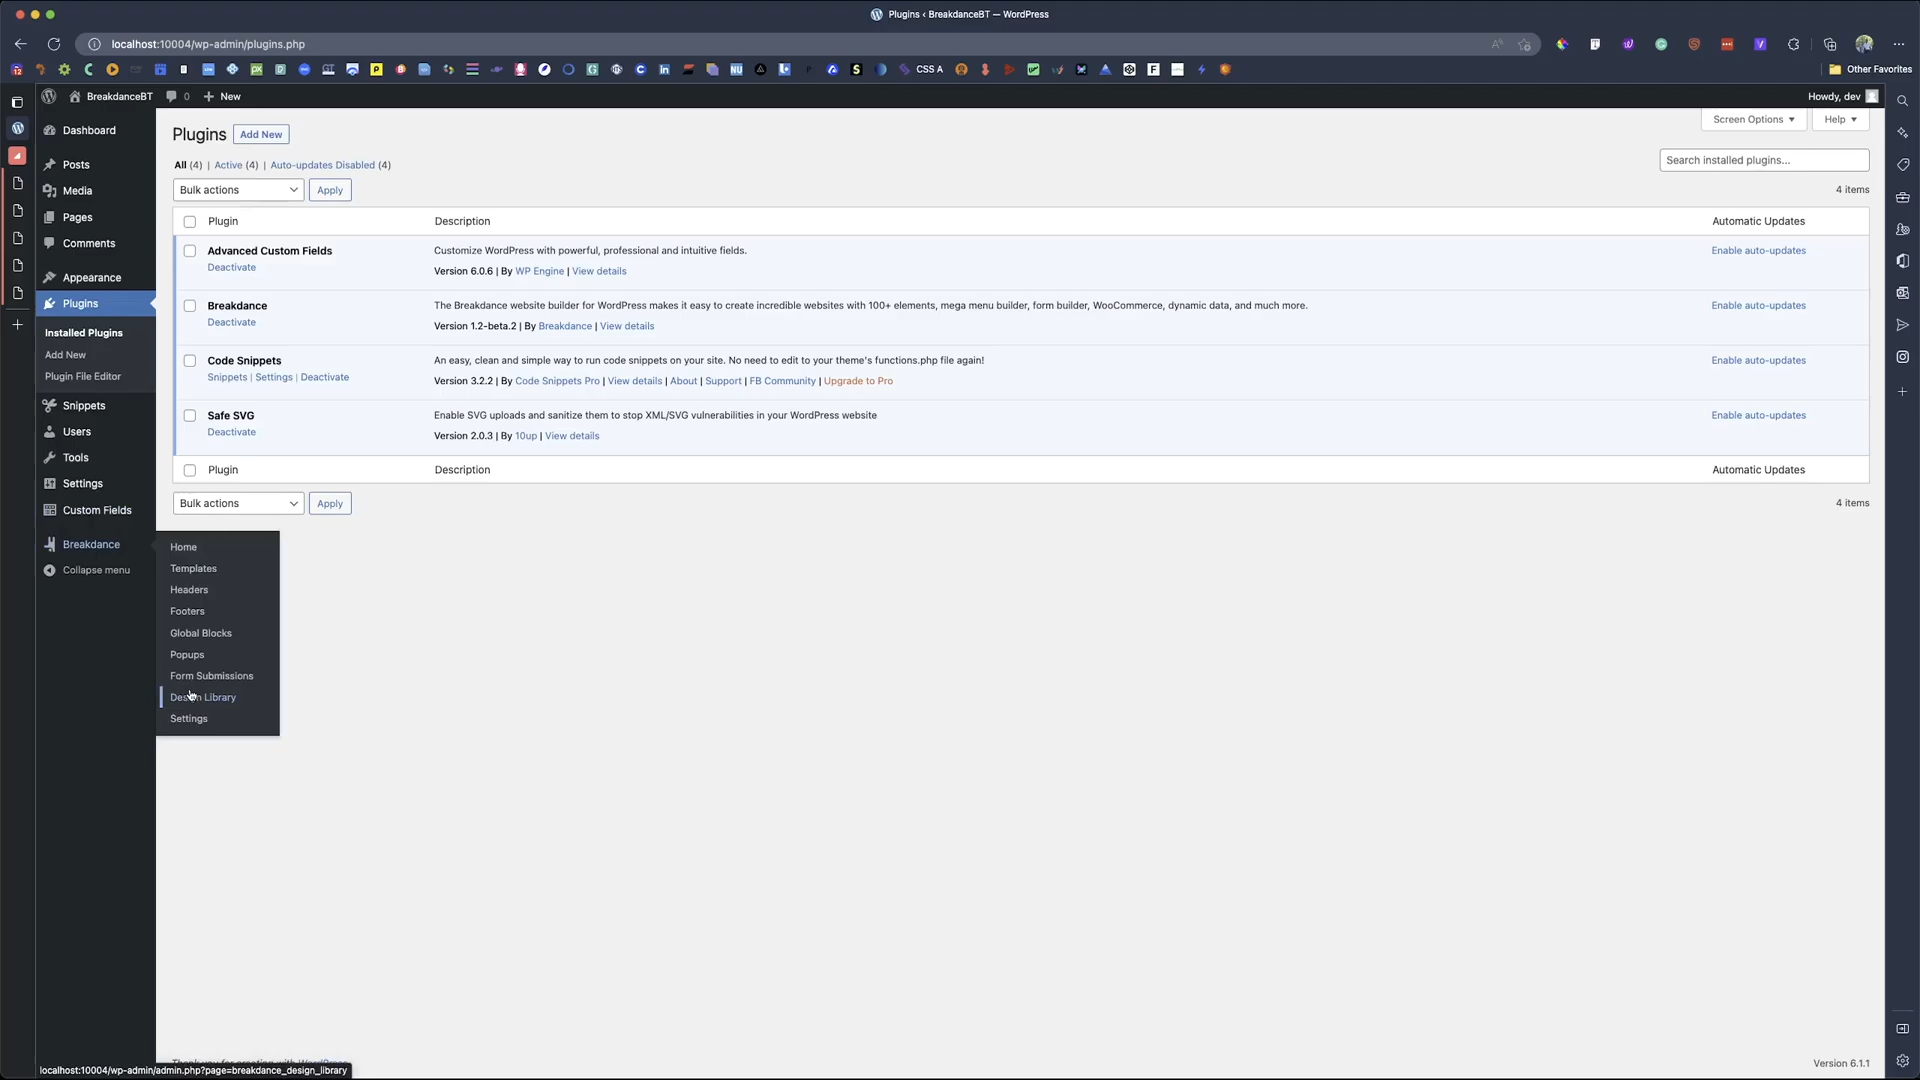 Plugins ‹ BreakdanceBT — WordPress
localhost:10004/wp-admin/plugins.php
CSS A
Other Favorites
BreakdanceBT 0 New
Howdy, dev
Dashboard
Posts
Media
Pages
Comments
Appearance
Plugins
Installed Plugins
Add New
Plugin File Editor
Snippets
Users
Tools
Settings
Custom Fields
Breakdance
Collapse menu
Home
Templates
Headers
Footers
Global Blocks
Popups
Form Submissions
Design Library
Settings
Plugins Add New
Screen Options Help
All (4) | Active (4) | Auto-updates Disabled (4)
Search installed plugins...
Bulk actions Apply
4 items
Plugin Description Automatic Updates
Advanced Custom Fields Customize WordPress with powerful, professional and intuitive fields. Enable auto-updates
Deactivate Version 6.0.6 | By WP Engine | View details
Breakdance The Breakdance website builder for WordPress makes it easy to create incredible websites with 100+ elements, mega menu builder, form builder, WooCommerce, dynamic data, and much more. Enable auto-updates
Deactivate Version 1.2-beta.2 | By Breakdance | View details
Code Snippets An easy, clean and simple way to run code snippets on your site. No need to edit to your theme's functions.php file again! Enable auto-updates
Snippets | Settings | Deactivate Version 3.2.2 | By Code Snippets Pro | View details | About | Support | FB Community | Upgrade to Pro
Safe SVG Enable SVG uploads and sanitize them to stop XML/SVG vulnerabilities in your WordPress website Enable auto-updates
Deactivate Version 2.0.3 | By 10up | View details
Plugin Description Automatic Updates
Bulk actions Apply
4 items
Thank you for creating with WordPress
Version 6.1.1
localhost:10004/wp-admin/admin.php?page=breakdance_design_library